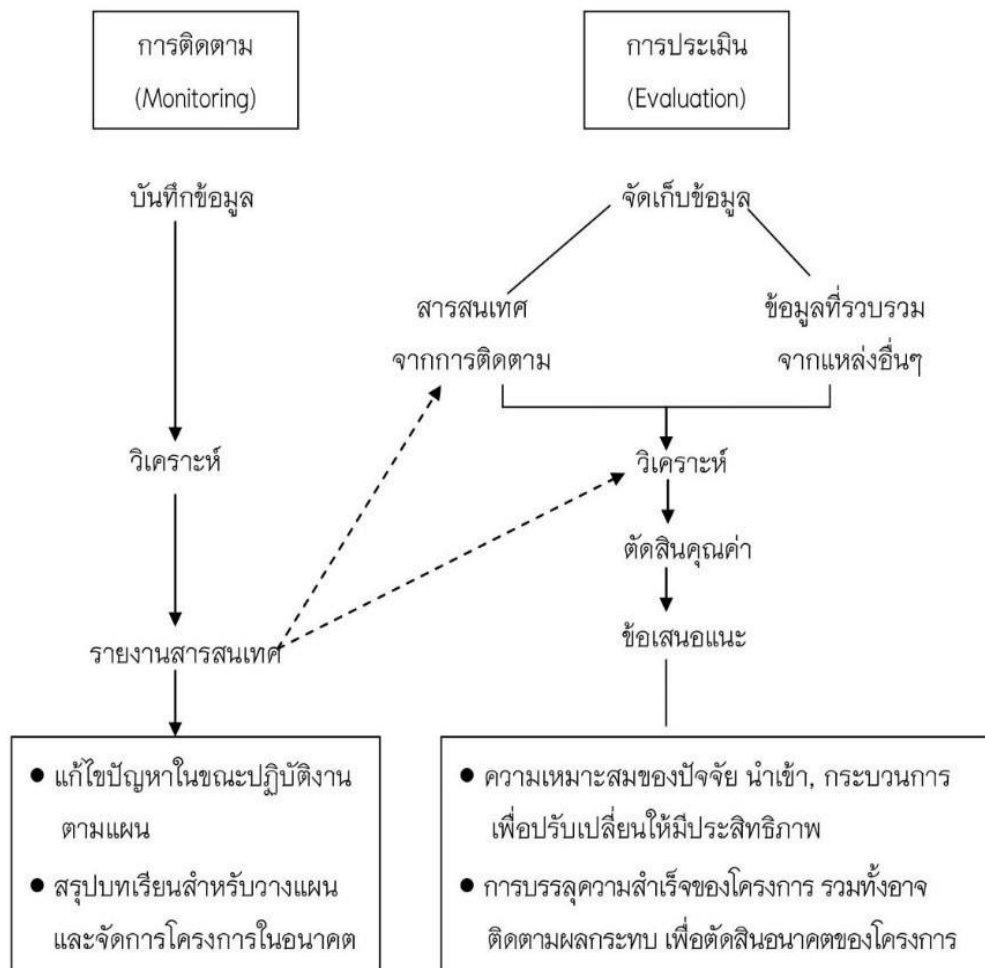 การติดตาม
(Monitoring)
บันทึกข้อมูล
วิเคราะห์
รายงานสารสนเทศ
● แก้ไขปัญหาในขณะปฏิบัติงาน
ตามแผน
● สรุปบทเรียนสำหรับวางแผน
และจัดการโครงการในอนาคต
การประเมิน
(Evaluation)
จัดเก็บข้อมูล
สารสนเทศ
จากการติดตาม
ข้อมูลที่รวบรวม
จากแหล่งอื่นๆ
วิเคราะห์
ตัดสินคุณค่า
ข้อเสนอแนะ
● ความเหมาะสมของปัจจัย นำเข้า, กระบวนการ
เพื่อปรับเปลี่ยนให้มีประสิทธิภาพ
● การบรรลุความสำเร็จของโครงการ รวมทั้งอาจ
ติดตามผลกระทบ เพื่อตัดสินอนาคตของโครงการ